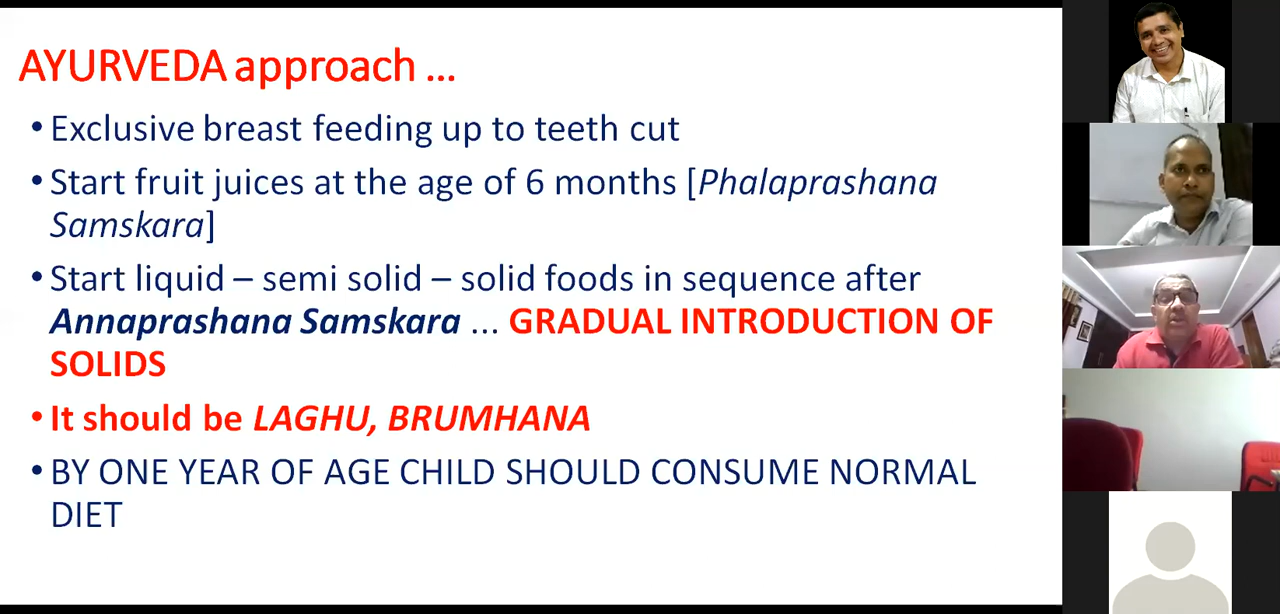 AYURVEDA approach ...
•Exclusive breast feeding up to teeth cut
•Start fruit juices at the age of 6 months [Phalaprashana
Samskara]
•Start liquid – semi solid – solid foods in sequence after
Annaprashana Samskara ... GRADUAL INTRODUCTION OF
SOLIDS
•It should be LAGHU, BRUMHANA
•BY ONE YEAR OF AGE CHILD SHOULD CONSUME NORMAL
DIET